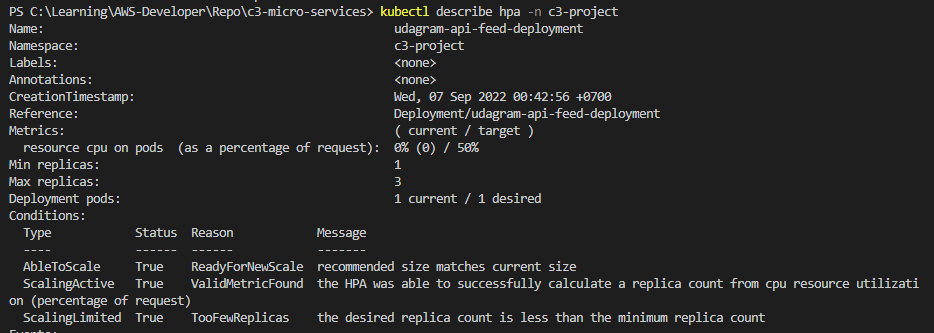 PS C:\Learning\AWS-Developer\Repo\c3-micro-services> kubectl describe hpa -n c3-project
Name: udagram-api-feed-deployment
Namespace: c3-project
Labels: <none>
Annotations: <none>
CreationTimestamp: Wed, 07 Sep 2022 00:42:56 +0700
Reference: Deployment/udagram-api-feed-deployment
Metrics: ( current / target )
resource cpu on pods (as a percentage of request): 0% (0) / 50%
Min replicas: 1
Max replicas: 3
Deployment pods: 1 current / 1 desired
Conditions:
Type Status Reason Message
---- ------ ------ -------
AbleToScale True ReadyForNewScale recommended size matches current size
ScalingActive True ValidMetricFound the HPA was able to successfully calculate a replica count from cpu resource utilizati
on (percentage of request)
ScalingLimited True TooFewReplicas the desired replica count is less than the minimum replica count